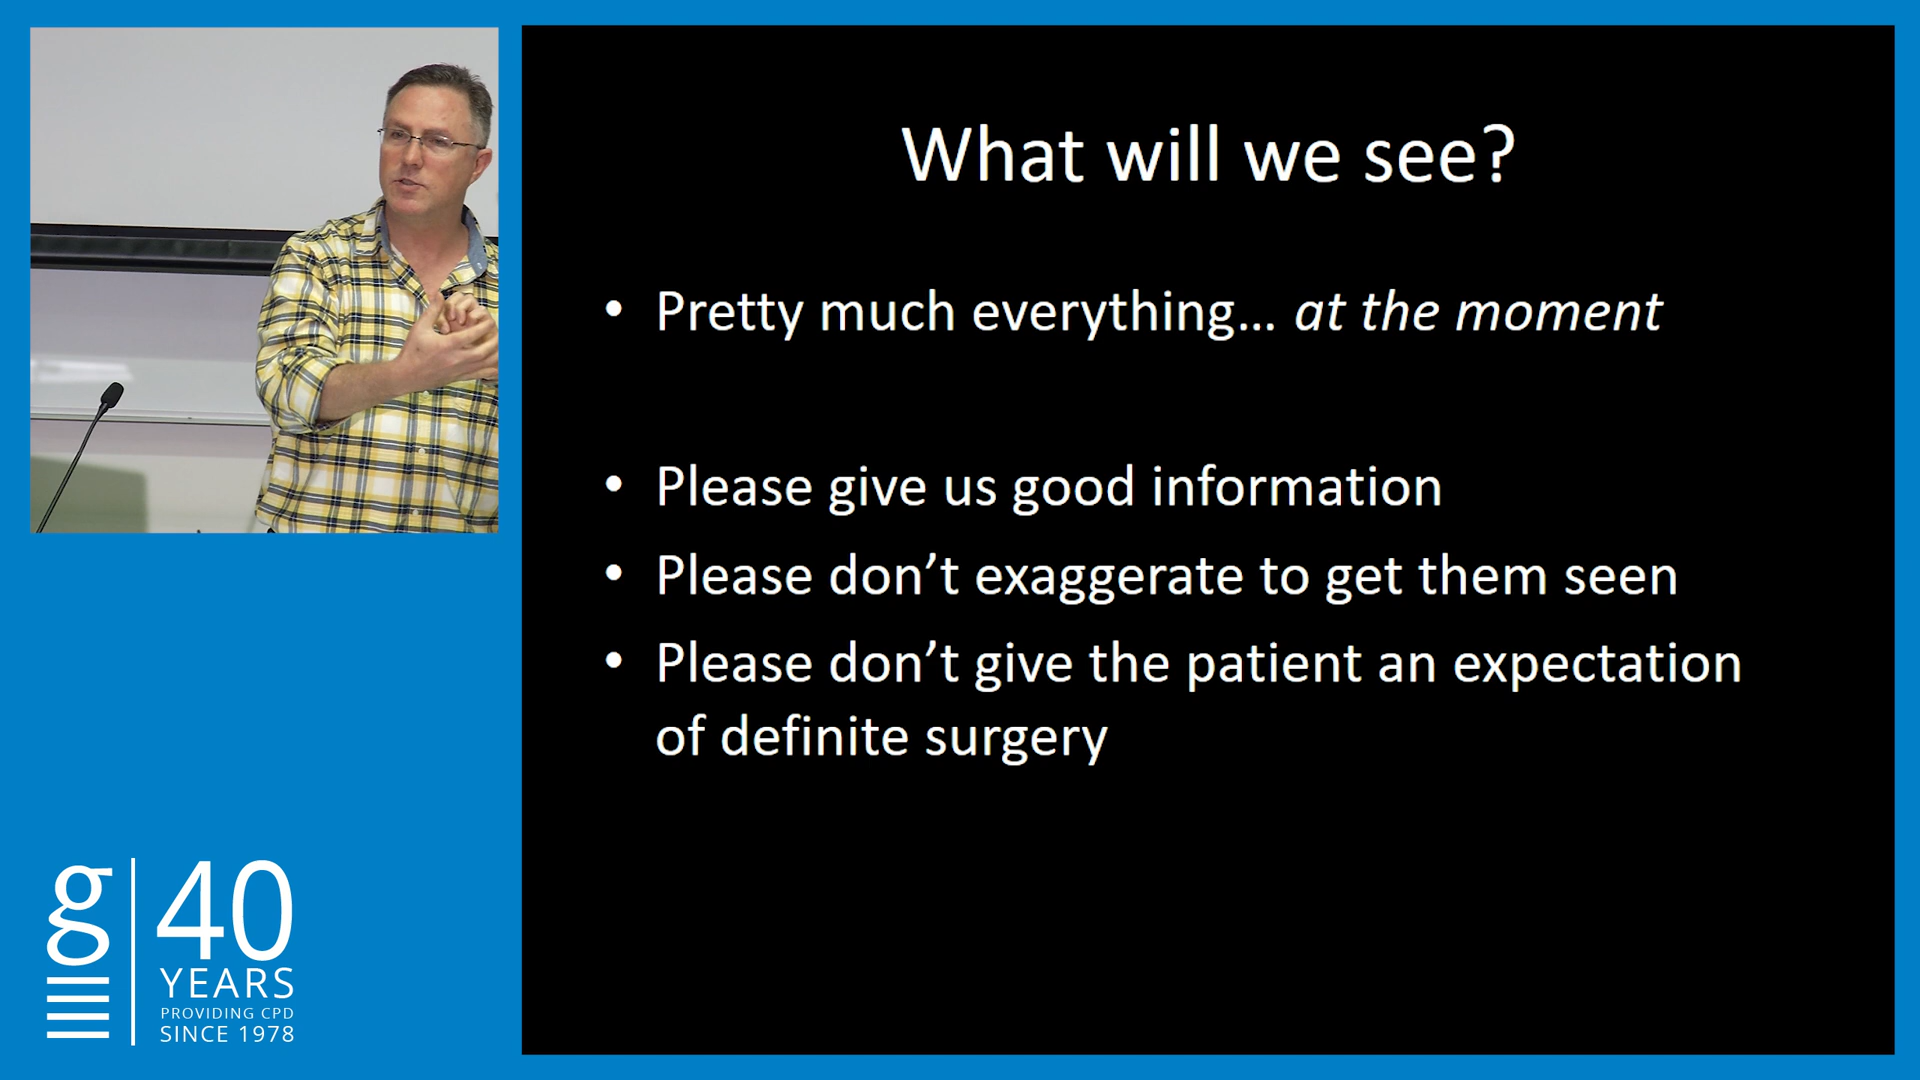 What will we see?
• Pretty much everything... at the moment
• Please give us good information
• Please don’t exaggerate to get them seen
• Please don’t give the patient an expectation
of definite surgery
g
40
YEARS
PROVIDING CPD
SINCE 1978